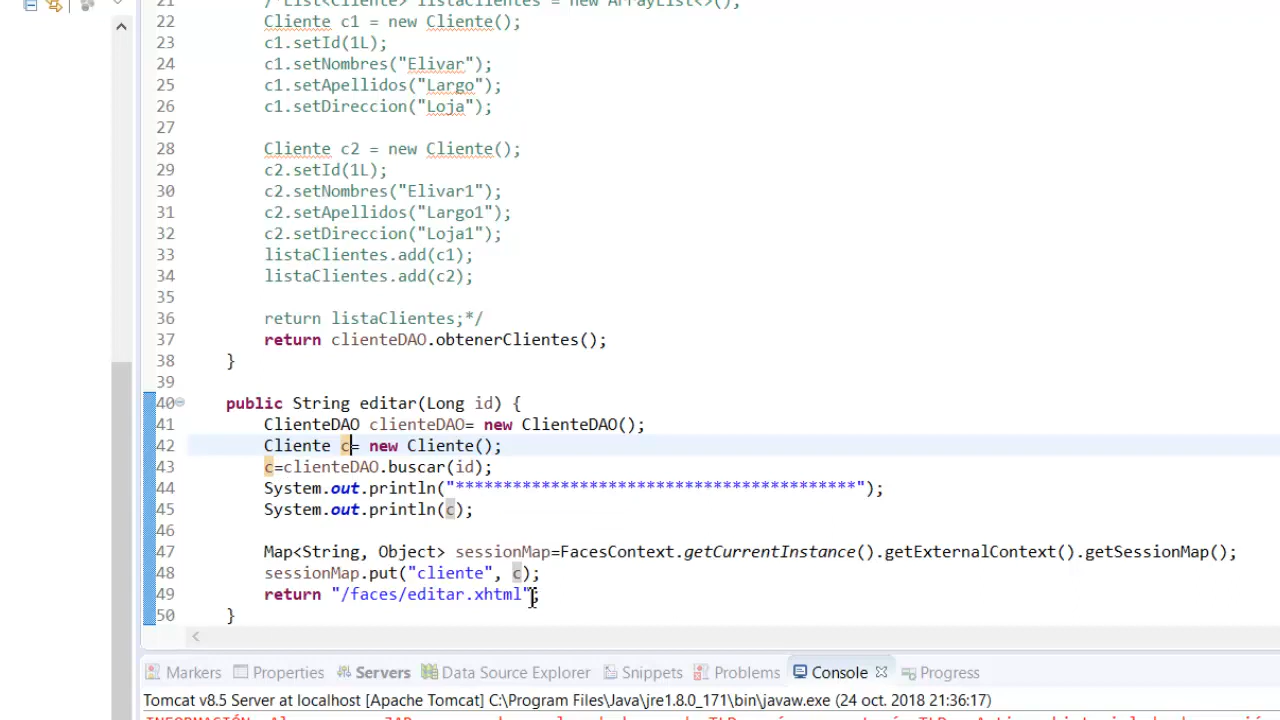 21 /*List<Cliente> listaClientes = new ArrayList<>();
22 Cliente c1 = new Cliente();
23 c1.setId(1L);
24 c1.setNombres("Elivar");
25 c1.setApellidos("Largo");
26 c1.setDireccion("Loja");
27
28 Cliente c2 = new Cliente();
29 c2.setId(1L);
30 c2.setNombres("Elivar1");
31 c2.setApellidos("Largo1");
32 c2.setDireccion("Loja1");
33 listaClientes.add(c1);
34 listaClientes.add(c2);
35
36 return listaClientes;*/
37 return clienteDAO.obtenerClientes();
38 }
39
40 public String editar(Long id) {
41 ClienteDAO clienteDAO= new ClienteDAO();
42 Cliente c= new Cliente();
43 c=clienteDAO.buscar(id);
44 System.out.println("******************************************");
45 System.out.println(c);
46
47 Map<String, Object> sessionMap=FacesContext.getCurrentInstance().getExternalContext().getSessionMap();
48 sessionMap.put("cliente", c);
49 return "/faces/editar.xhtml";
50 }
Markers Properties Servers Data Source Explorer Snippets Problems Console Progress
Tomcat v8.5 Server at localhost [Apache Tomcat] C:\Program Files\Java\jre1.8.0_171\bin\javaw.exe (24 oct. 2018 21:36:17)